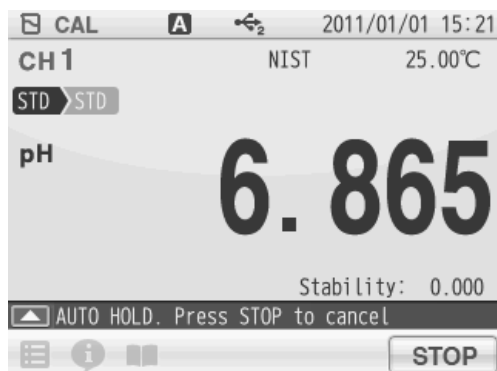 CAL A 2 2011/01/01 15:21
CH1 NIST 25.00℃
STD STD
pH 6.865
Stability: 0.000
AUTO HOLD. Press STOP to cancel
STOP